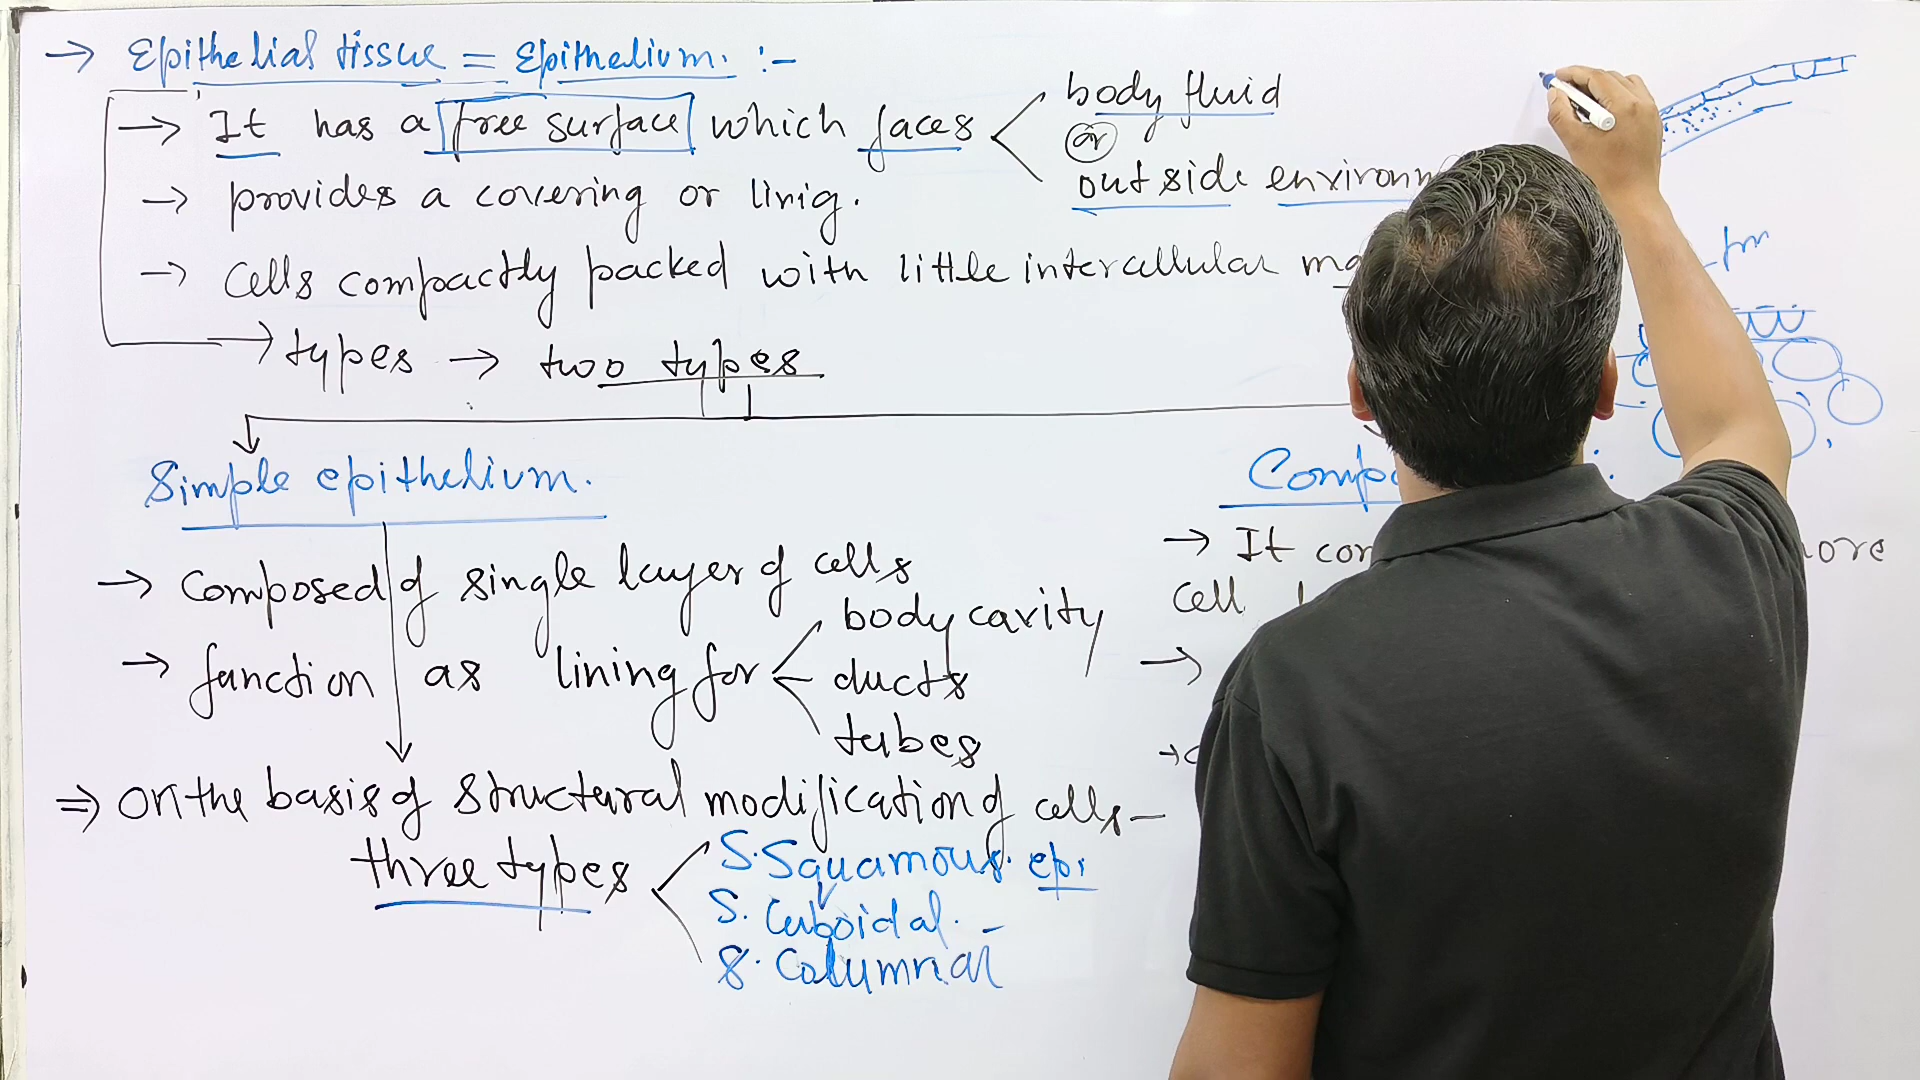 → Epithelial tissue = Epithelium. :-
→ It has a free surface which faces < body fluid
or
outside
→ provides a covering or linig.
→ Cells compactly packed with little intercellular
→ types → two types
Simple epithelium.
→ Composed of single layer of cells
→ function as lining for < body cavity
ducts
tubes
⇒ On the basis of structural modification of cells -
three types < S. Squamous. epi
S. Cuboidal. -
S. Columnar
→ It
cell
→